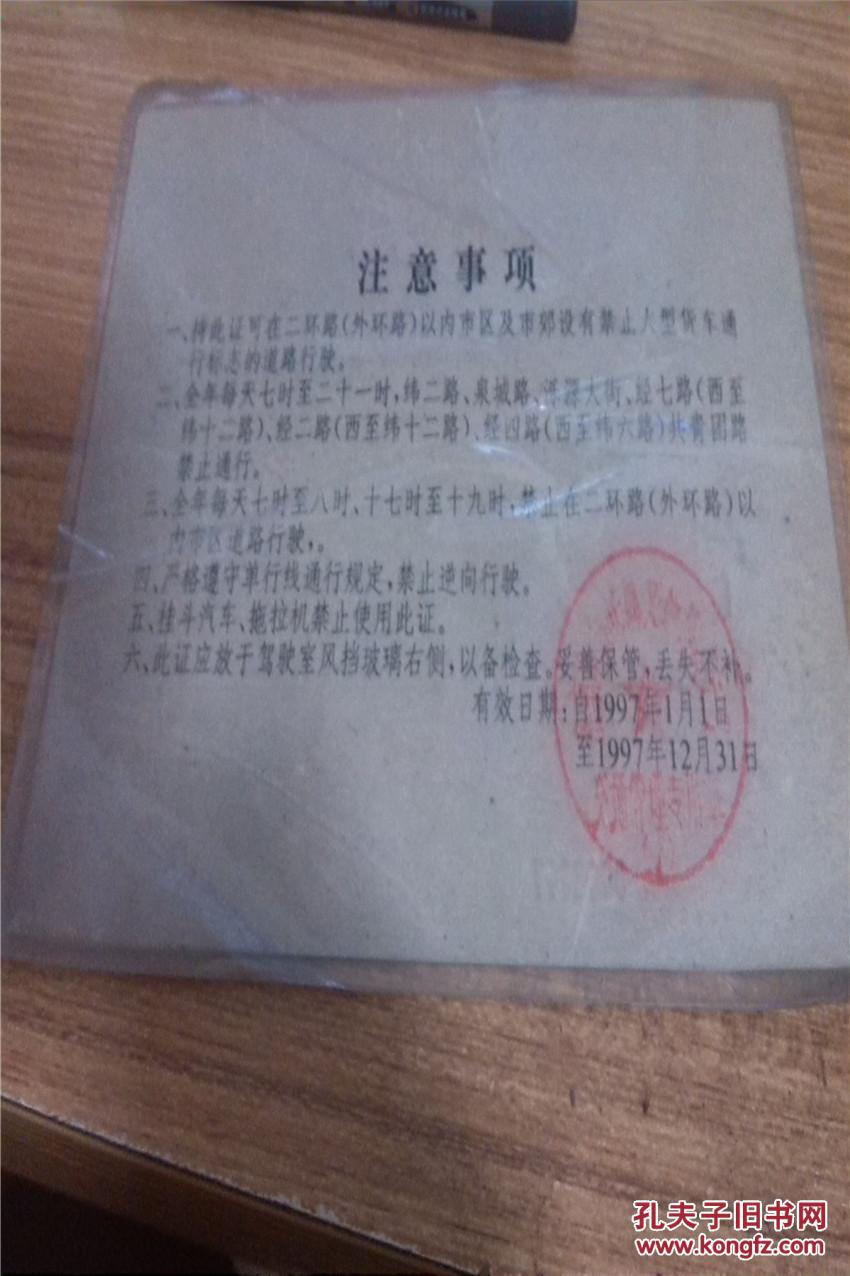 注意事项
一、持此证可在二环路(外环路)以内市区及市郊设有禁止大型货车通
行标志的道路行驶。
二、全年每天七时至二十一时,纬二路、泉城路、泺源大街、经七路(西至
纬十二路)、经二路(西至纬十二路)、经四路(西至纬六路)共青团路
禁止通行。
三、全年每天七时至八时、十七时至十九时,禁止在二环路(外环路)以
内市区道路行驶,。
四、严格遵守单行线通行规定,禁止逆向行驶。
五、挂斗汽车、拖拉机禁止使用此证。
六、此证应放于驾驶室风挡玻璃右侧,以备检查。妥善保管,丢失不补。
有效日期:自1997年1月1日
至1997年12月31日
孔夫子旧书网
www.kongfz.com